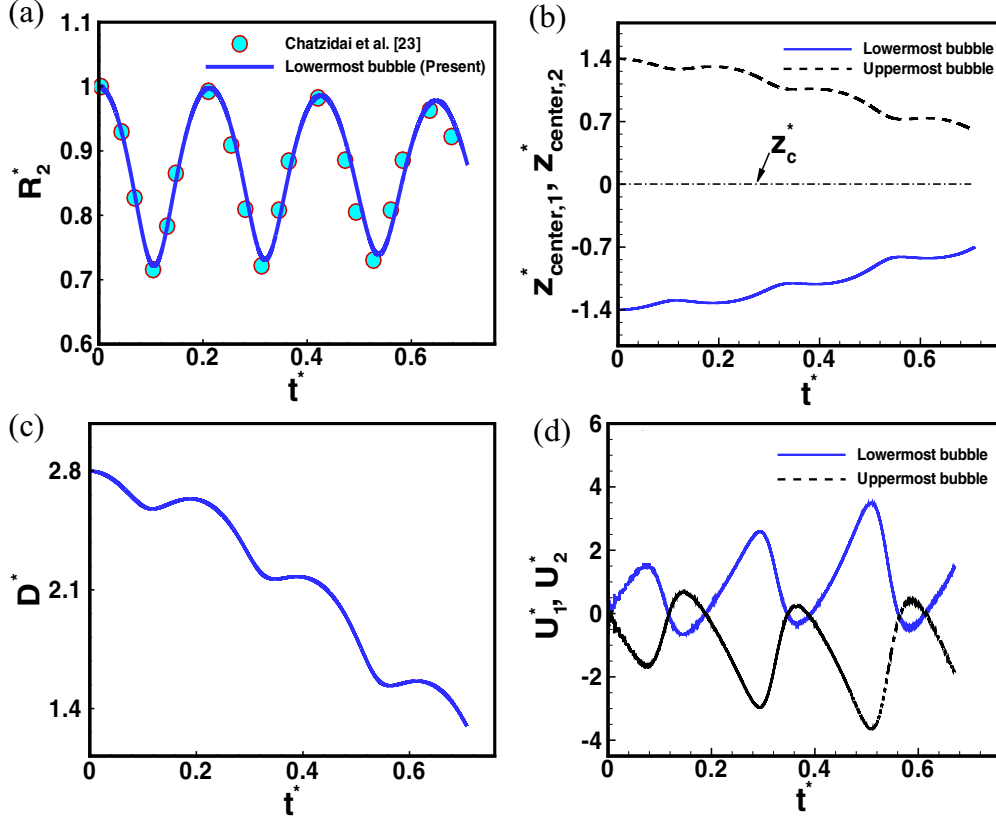 (a)
1.1
1
0.9
0.8
0.7
0.6
R*2
Chatzidai et al. [23]
Lowermost bubble (Present)
0
0.2
0.4
0.6
t*
(b)
1.4
0.7
0
-0.7
-1.4
z*center,1, z*center,2
Lowermost bubble
Uppermost bubble
z*c
0
0.2
0.4
0.6
t*
(c)
2.8
2.1
1.4
D*
0
0.2
0.4
0.6
t*
(d)
6
4
2
0
-2
-4
U*1, U*2
Lowermost bubble
Uppermost bubble
0
0.2
0.4
0.6
t*